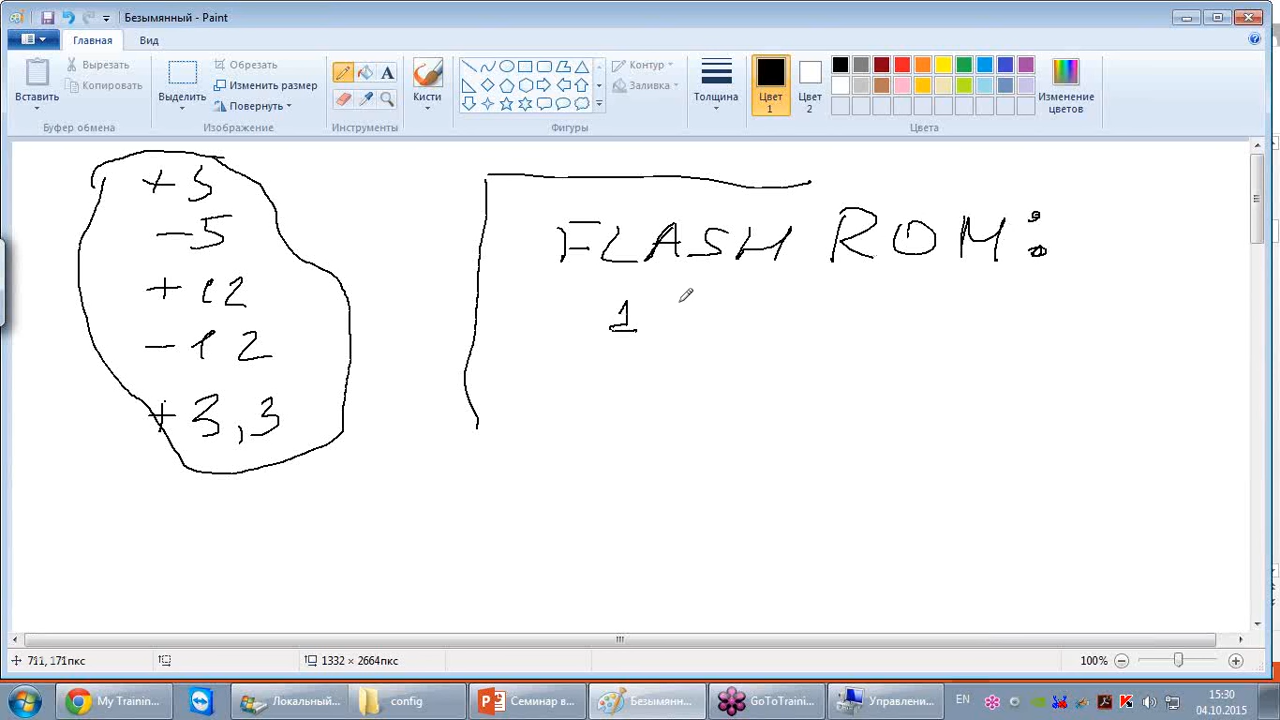 Безымянный - Paint
Главная
Вид
Вставить
Вырезать
Копировать
Буфер обмена
Выделить
Обрезать
Изменить размер
Повернуть
Изображение
A
Инструменты
Кисти
Контур
Заливка
Фигуры
Толщина
Цвет 1
Цвет 2
Изменение цветов
Цвета
-5
+12
-12
+3,3
FLASH ROM:
1
711, 171пкс
1332 × 2664пкс
100%
My Trainin...
Локальный...
config
Семинар в...
Безымянн...
GoToTraini...
Управлени...
EN
15:30
04.10.2015